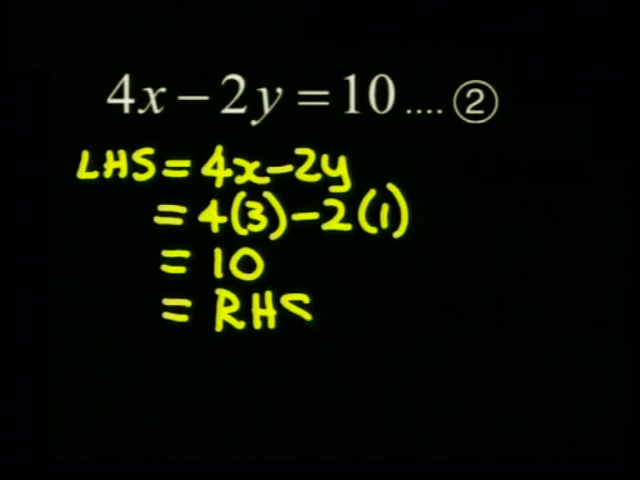 4x − 2y = 10 .... ②
LHS = 4x-2y
= 4(3)-2(1)
= 10
= RHS